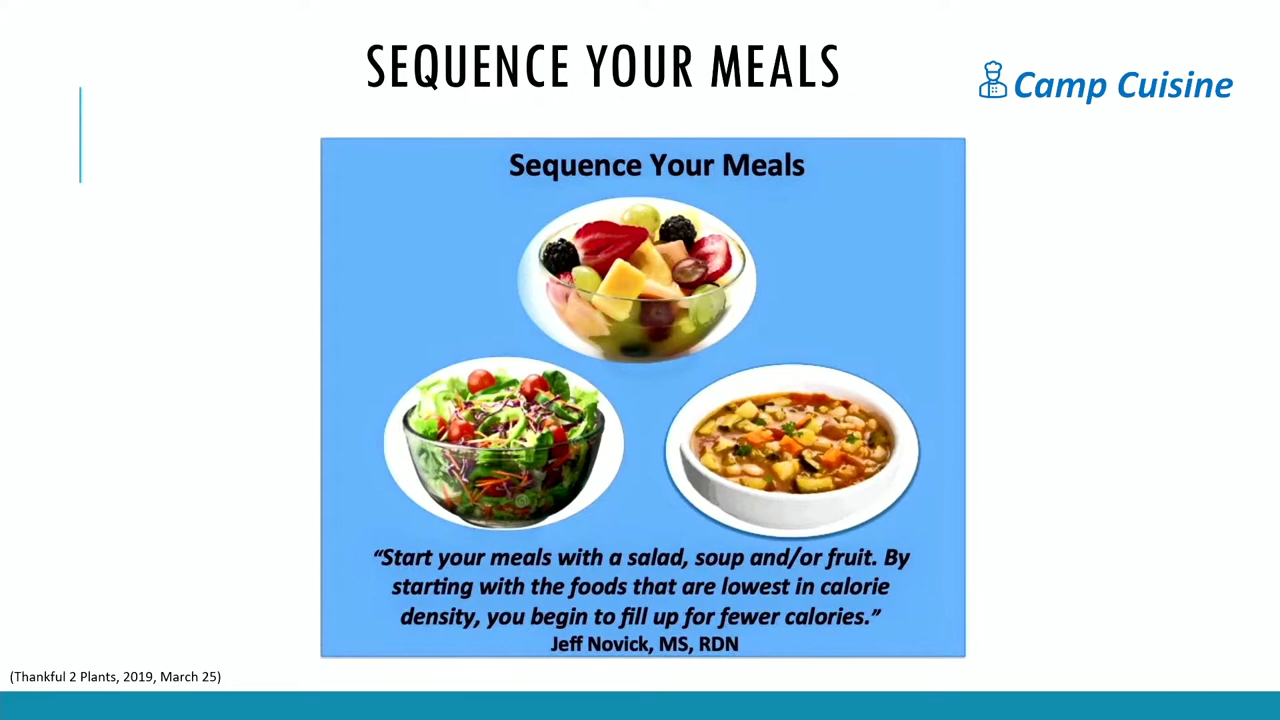 SEQUENCE YOUR MEALS
Camp Cuisine
Sequence Your Meals
“Start your meals with a salad, soup and/or fruit. By
starting with the foods that are lowest in calorie
density, you begin to fill up for fewer calories.”
Jeff Novick, MS, RDN
(Thankful 2 Plants, 2019, March 25)